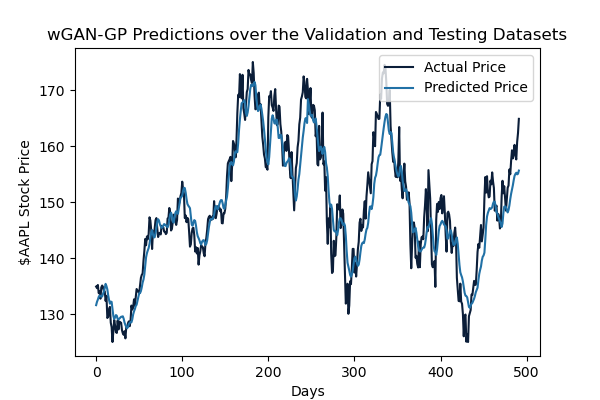 wGAN-GP Predictions over the Validation and Testing Datasets
Actual Price
Predicted Price
$AAPL Stock Price
170
160
150
140
130
0 100 200 300 400 500
Days